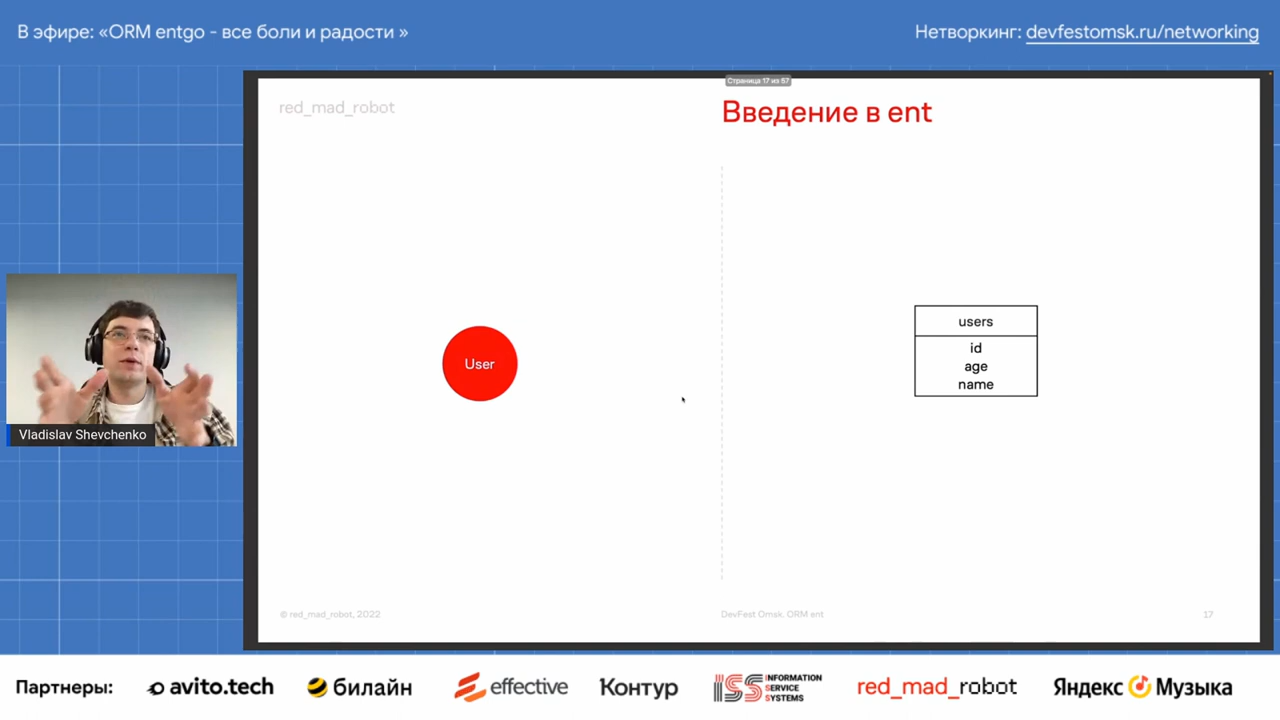 В эфире: «ORM entgo - все боли и радости »
Нетворкинг: devfestomsk.ru/networking
Страница 17 из 57
red_mad_robot
Введение в ent
User
users
id
age
name
Vladislav Shevchenko
© red_mad_robot, 2022
DevFest Omsk. ORM ent
17
Партнеры:
avito.tech
билайн
effective
Контур
ISS INFORMATION
SERVICE
SYSTEMS
red_mad_robot
Яндекс Музыка